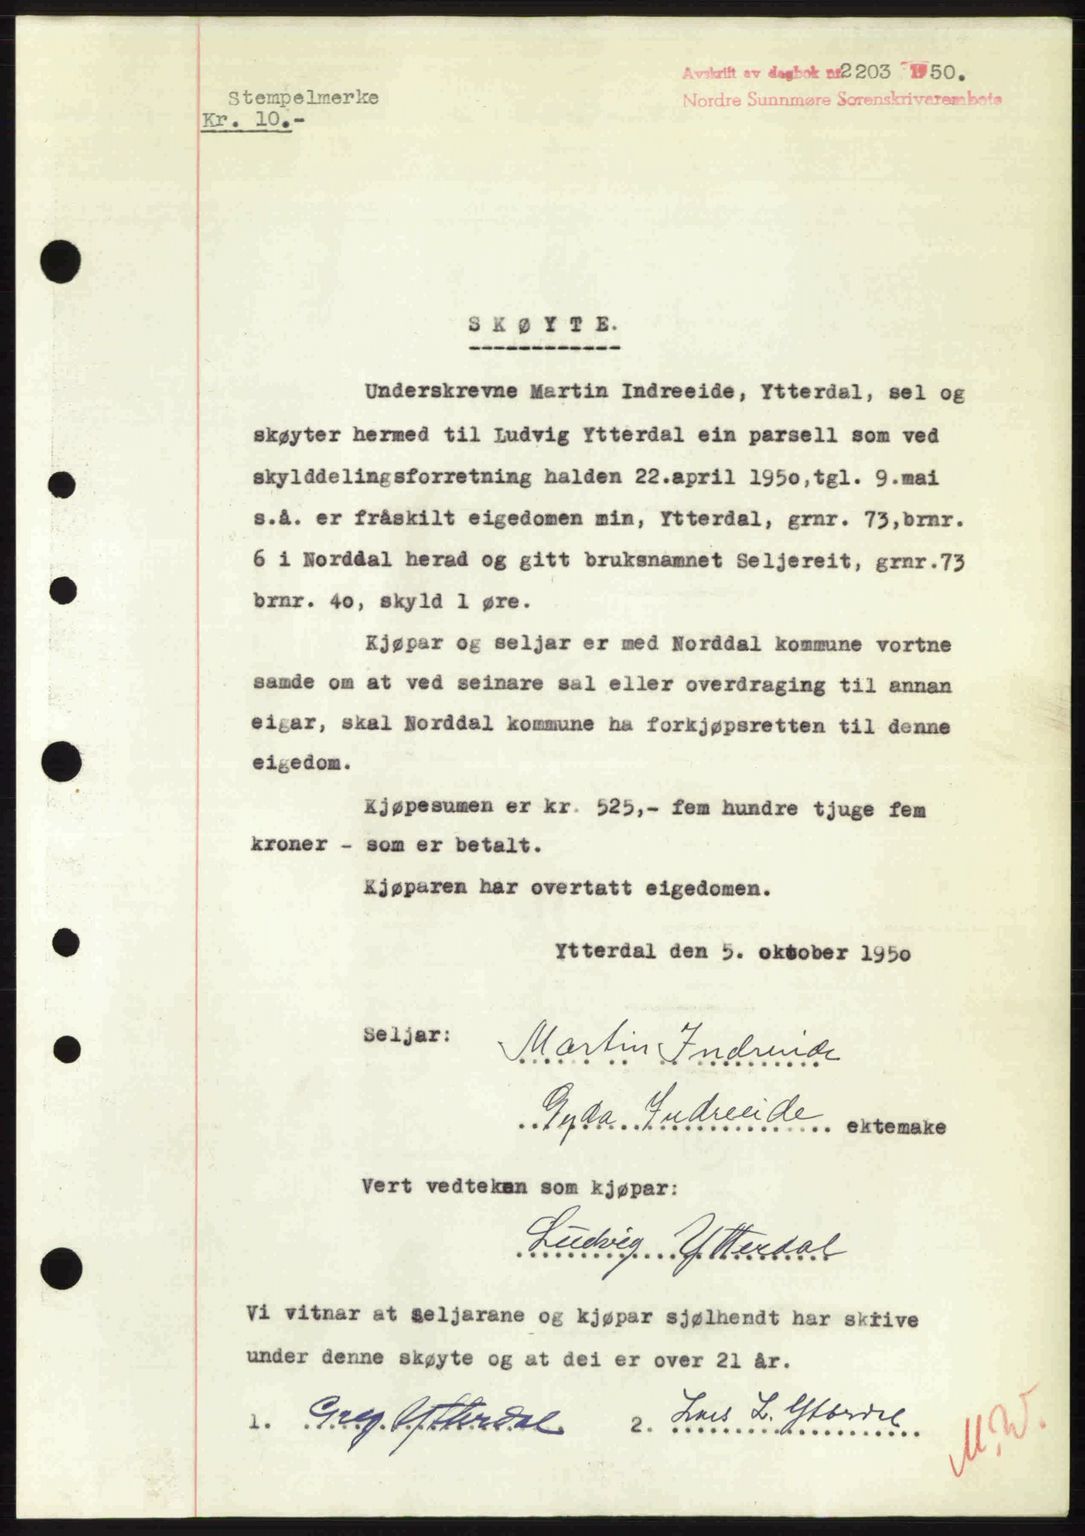 Avskrift av dagbok nr. 2203 1950.
Nordre Sunnmøre Sorenskriverembete
Stempelmerke
Kr. 10.-
SKØYTE.
Underskrevne Martin Indreeide, Ytterdal, sel og
skøyter hermed til Ludvig Ytterdal ein parsell som ved
skylddelingsforretning halden 22.april 1950,tgl. 9.mai
s.å. er fråskilt eigedomen min, Ytterdal, grnr. 73,brnr.
6 i Norddal herad og gitt bruksnamnet Seljereit, grnr.73
brnr. 40, skyld 1 øre.
Kjøpar og seljar er med Norddal kommune vortne
samde om at ved seinare sal eller overdraging til annan
eigar, skal Norddal kommune ha forkjøpsretten til denne
eigedom.
Kjøpesumen er kr. 525,- fem hundre tjuge fem
kroner - som er betalt.
Kjøparen har overtatt eigedomen.
Ytterdal den 5. oktober 1950
Seljar: Martin Indreeide
Gyda Indreeide ektemake
Vert vedteken som kjøpar:
Ludvig Ytterdal
Vi vitnar at seljarane og kjøpar sjølhendt har skrive
under denne skøyte og at dei er over 21 år.
1. Greg Ytterdal 2. Lars L. Ytterdal
M.W.